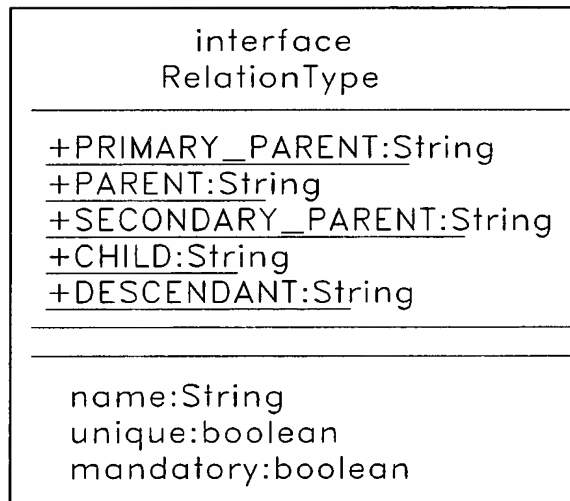 interface
RelationType
+PRIMARY_PARENT:String
+PARENT:String
+SECONDARY_PARENT:String
+CHILD:String
+DESCENDANT:String
name:String
unique:boolean
mandatory:boolean